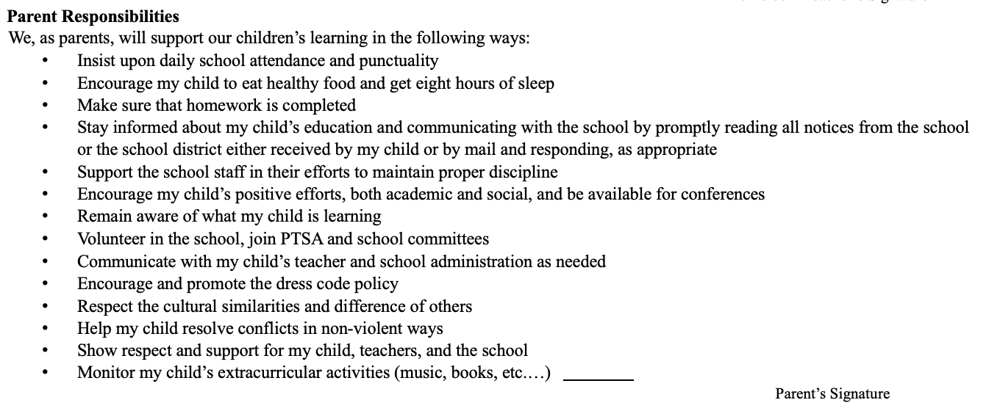 Parent Responsibilities
We, as parents, will support our children’s learning in the following ways:
• Insist upon daily school attendance and punctuality
• Encourage my child to eat healthy food and get eight hours of sleep
• Make sure that homework is completed
• Stay informed about my child’s education and communicating with the school by promptly reading all notices from the school
or the school district either received by my child or by mail and responding, as appropriate
• Support the school staff in their efforts to maintain proper discipline
• Encourage my child’s positive efforts, both academic and social, and be available for conferences
• Remain aware of what my child is learning
• Volunteer in the school, join PTSA and school committees
• Communicate with my child’s teacher and school administration as needed
• Encourage and promote the dress code policy
• Respect the cultural similarities and difference of others
• Help my child resolve conflicts in non-violent ways
• Show respect and support for my child, teachers, and the school
• Monitor my child’s extracurricular activities (music, books, etc.…) ________
Parent’s Signature